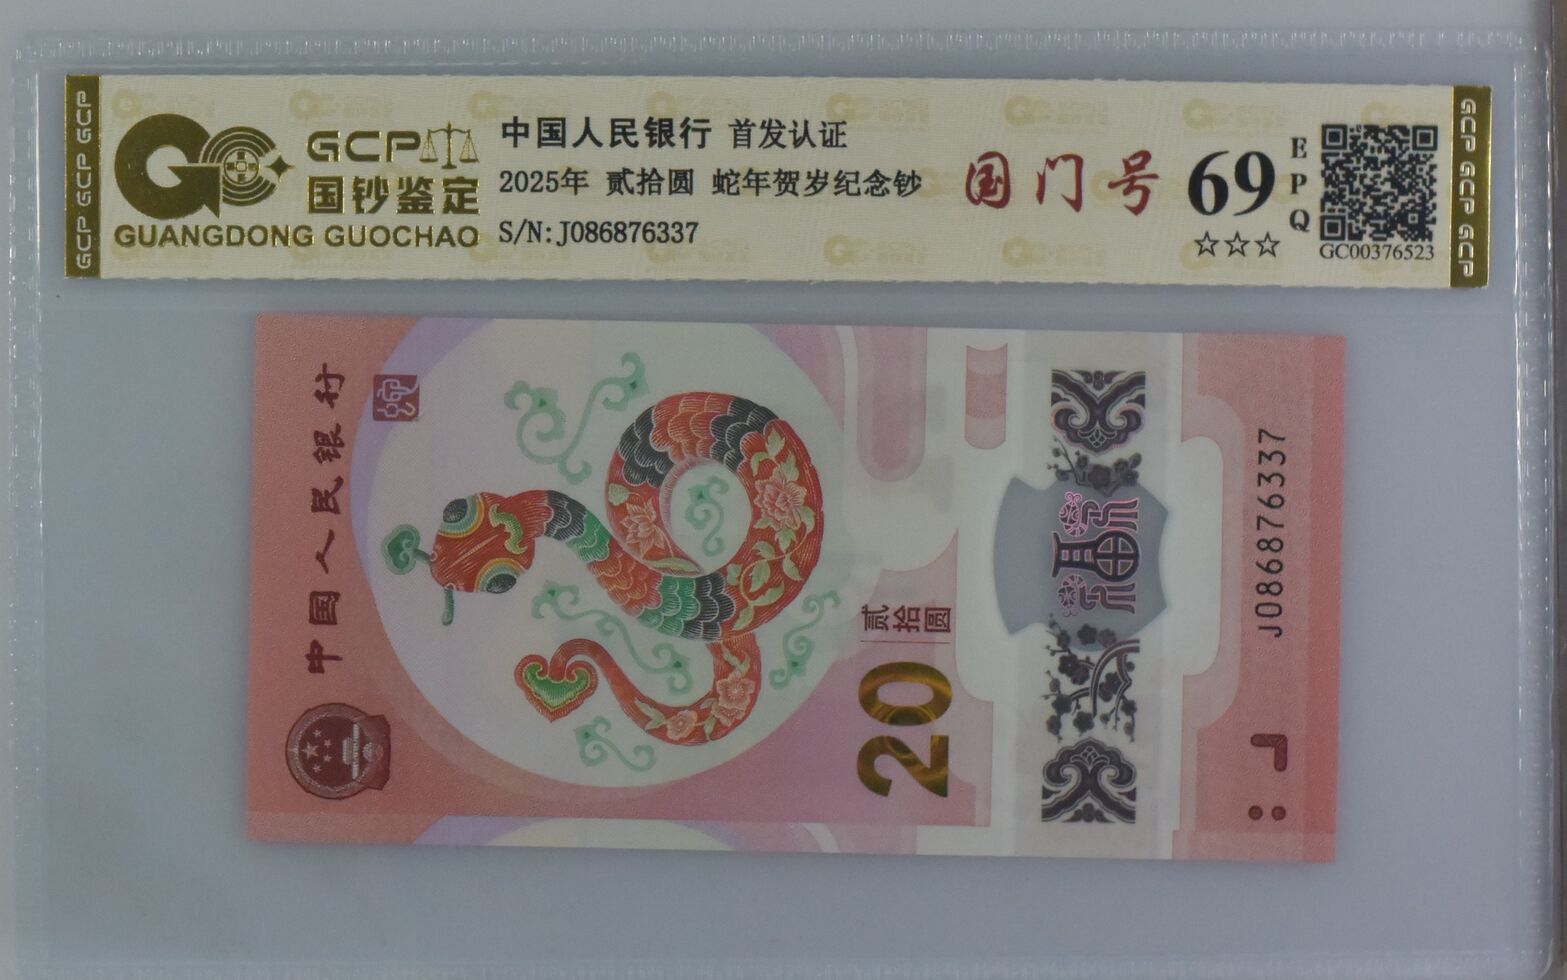 GCP GCP GCP
GCP
国钞鉴定
GUANGDONG GUOCHAO
中国人民银行 首发认证
2025年 贰拾圆 蛇年贺岁纪念钞
S/N:J086876337
国门号
69
EPQ
☆☆☆
GC00376523
GCP GCP GCP
中国人民银行
贰拾圆
20
福
J086876337